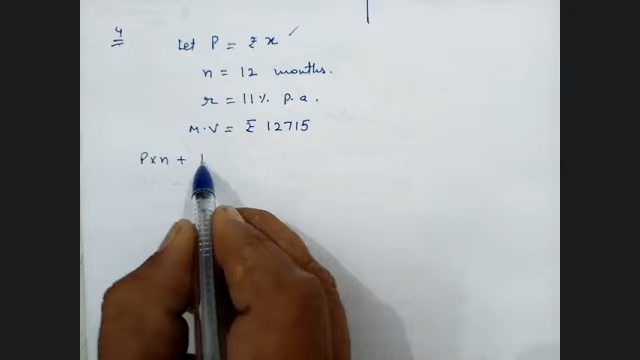 4
Let P = ₹ x
n = 12 months.
r = 11% p.a.
M.V = ₹ 12715
P×n +